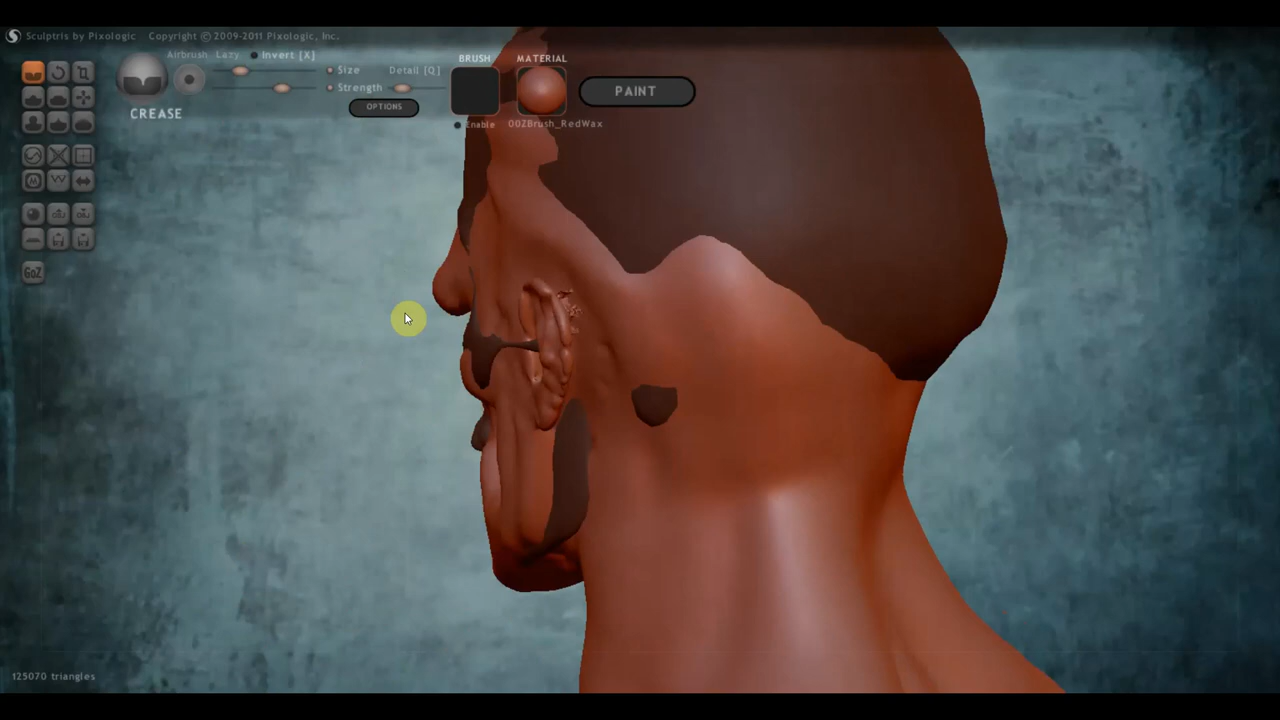 Sculptris by Pixologic Copyright © 2009-2011 Pixologic, Inc.
Airbrush Lazy Invert [X]
BRUSH MATERIAL
Size Detail [Q]
Strength
PAINT
OPTIONS
CREASE
Enable 00ZBrush_RedWax
GoZ
125070 triangles